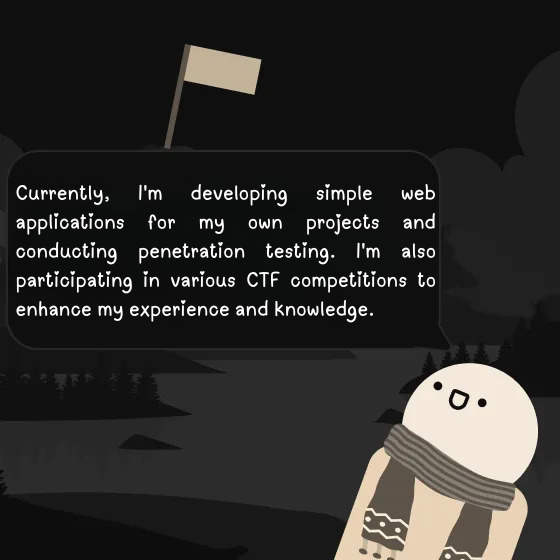 Currently, I'm developing simple web
applications for my own projects and
conducting penetration testing. I'm also
participating in various CTF competitions to
enhance my experience and knowledge.